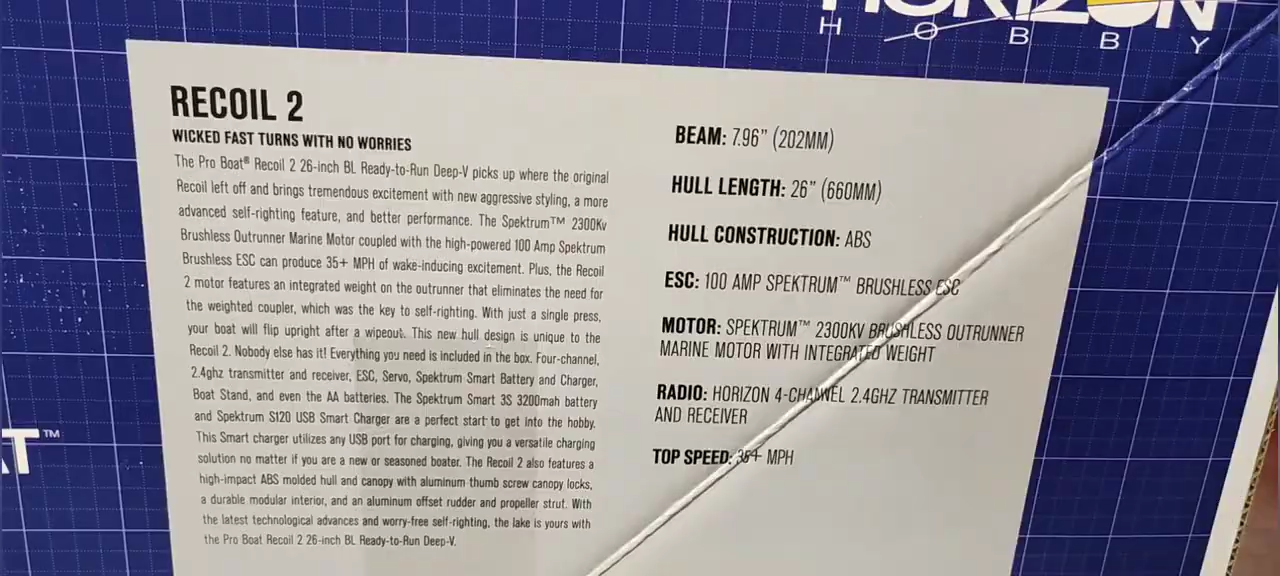 HORIZON
HOBBY
RECOIL 2
WICKED FAST TURNS WITH NO WORRIES
The Pro Boat® Recoil 2 26-inch BL Ready-to-Run Deep-V picks up where the original
Recoil left off and brings tremendous excitement with new aggressive styling, a more
advanced self-righting feature, and better performance. The Spektrum™ 2300Kv
Brushless Outrunner Marine Motor coupled with the high-powered 100 Amp Spektrum
Brushless ESC can produce 35+ MPH of wake-inducing excitement. Plus, the Recoil
2 motor features an integrated weight on the outrunner that eliminates the need for
the weighted coupler, which was the key to self-righting. With just a single press,
your boat will flip upright after a wipeout. This new hull design is unique to the
Recoil 2. Nobody else has it! Everything you need is included in the box. Four-channel,
2.4ghz transmitter and receiver, ESC, Servo, Spektrum Smart Battery and Charger,
Boat Stand, and even the AA batteries. The Spektrum Smart 3S 3200mah battery
and Spektrum S120 USB Smart Charger are a perfect start to get into the hobby.
This Smart charger utilizes any USB port for charging, giving you a versatile charging
solution no matter if you are a new or seasoned boater. The Recoil 2 also features a
high-impact ABS molded hull and canopy with aluminum thumb screw canopy locks,
a durable modular interior, and an aluminum offset rudder and propeller strut. With
the latest technological advances and worry-free self-righting, the lake is yours with
the Pro Boat Recoil 2 26-inch BL Ready-to-Run Deep-V.
BEAM: 7.96” (202MM)
HULL LENGTH: 26” (660MM)
HULL CONSTRUCTION: ABS
ESC: 100 AMP SPEKTRUM™ BRUSHLESS ESC
MOTOR: SPEKTRUM™ 2300KV BRUSHLESS OUTRUNNER
MARINE MOTOR WITH INTEGRATED WEIGHT
RADIO: HORIZON 4-CHANNEL 2.4GHZ TRANSMITTER
AND RECEIVER
TOP SPEED: 35+ MPH